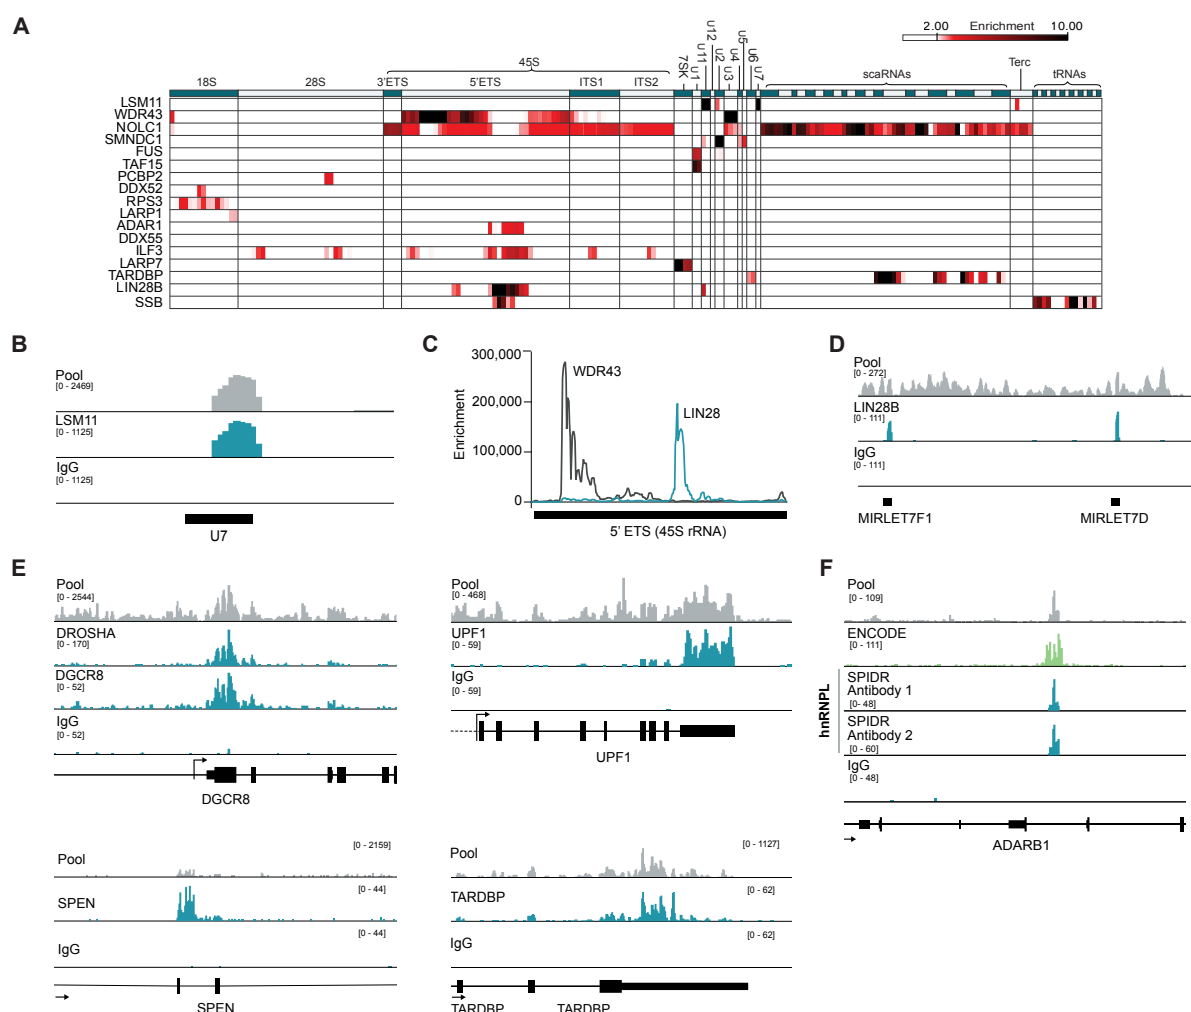 A
2.00 Enrichment 10.00
45S
18S 28S 3'ETS 5'ETS ITS1 ITS2 7SK U1 U11 U12 U2 U3 U4 U5 U6 U7 scaRNAs Terc tRNAs
LSM11
WDR43
NOLC1
SMNDC1
FUS
TAF15
PCBP2
DDX52
RPS3
LARP1
ADAR1
DDX55
ILF3
LARP7
TARDBP
LIN28B
SSB
B
Pool
[0 - 2469]
LSM11
[0 - 1125]
IgG
[0 - 1125]
U7
C
Enrichment
300,000
200,000
100,000
0
WDR43
LIN28
5' ETS (45S rRNA)
D
Pool
[0 - 272]
LIN28B
[0 - 111]
IgG
[0 - 111]
MIRLET7F1 MIRLET7D
E
Pool
[0 - 2544]
DROSHA
[0 - 170]
DGCR8
[0 - 52]
IgG
[0 - 52]
DGCR8
Pool
[0 - 468]
UPF1
[0 - 59]
IgG
[0 - 59]
UPF1
[0 - 2159]
Pool
[0 - 44]
SPEN
[0 - 44]
IgG
SPEN
[0 - 1127]
Pool
[0 - 62]
TARDBP
[0 - 62]
IgG
TARDBP TARDBP
F
Pool
[0 - 109]
ENCODE
[0 - 111]
hnRNPL
SPIDR
Antibody 1
[0- 48]
SPIDR
Antibody 2
[0 - 60]
IgG
[0 - 48]
ADARB1